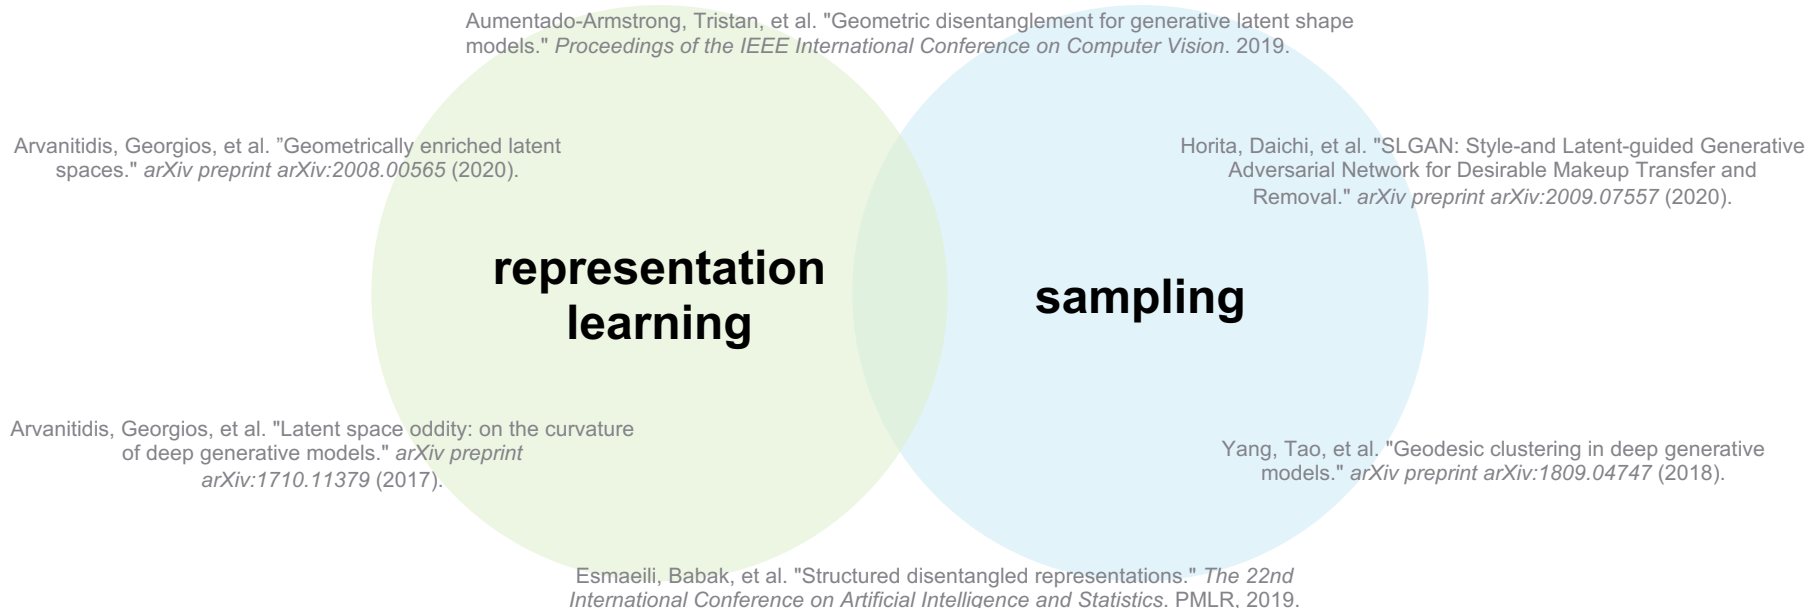 Aumentado-Armstrong, Tristan, et al. "Geometric disentanglement for generative latent shape
models." Proceedings of the IEEE International Conference on Computer Vision. 2019.
Arvanitidis, Georgios, et al. "Geometrically enriched latent
spaces." arXiv preprint arXiv:2008.00565 (2020).
Horita, Daichi, et al. "SLGAN: Style-and Latent-guided Generative
Adversarial Network for Desirable Makeup Transfer and
Removal." arXiv preprint arXiv:2009.07557 (2020).
representation
learning
sampling
Arvanitidis, Georgios, et al. "Latent space oddity: on the curvature
of deep generative models." arXiv preprint
arXiv:1710.11379 (2017).
Yang, Tao, et al. "Geodesic clustering in deep generative
models." arXiv preprint arXiv:1809.04747 (2018).
Esmaeili, Babak, et al. "Structured disentangled representations." The 22nd
International Conference on Artificial Intelligence and Statistics. PMLR, 2019.